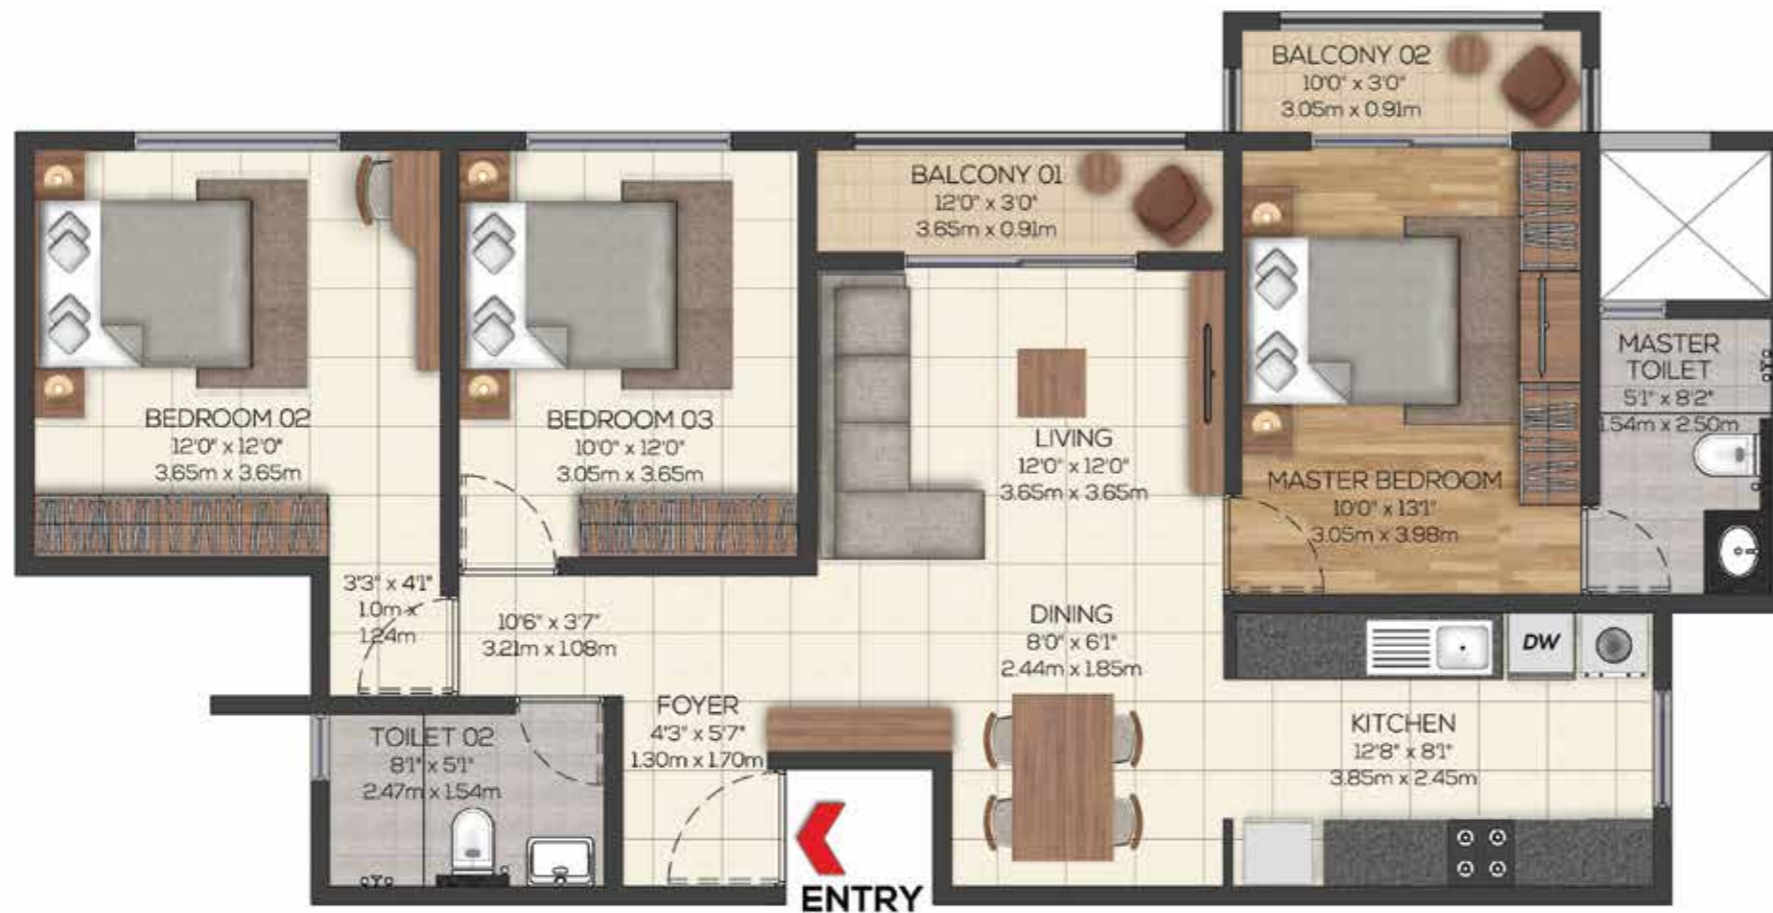 BALCONY 02
10'0" x 3'0"
3.05m x 0.91m
BALCONY 01
12'0" x 3'0"
3.65m x 0.91m
MASTER
TOILET
5'1" x 8'2"
1.54m x 2.50m
BEDROOM 02
12'0" x 12'0"
3.65m x 3.65m
BEDROOM 03
10'0" x 12'0"
3.05m x 3.65m
LIVING
12'0" x 12'0"
3.65m x 3.65m
MASTER BEDROOM
10'0" x 13'1"
3.05m x 3.98m
3'3" x 4'1"
1.0m x
1.24m
10'6" x 3'7"
3.21m x 1.08m
DINING
8'0" x 6'1"
2.44m x 1.85m
DW
FOYER
4'3" x 5'7"
1.30m x 1.70m
TOILET 02
8'1" x 5'1"
2.47m x 1.54m
KITCHEN
12'8" x 8'1"
3.85m x 2.45m
ENTRY